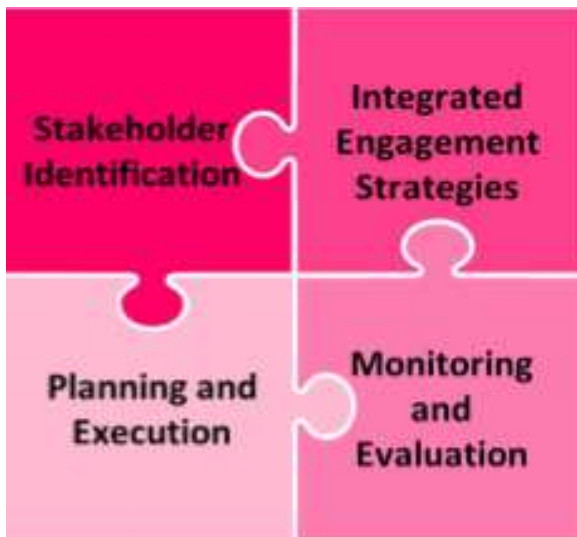 Stakeholder
Identification
Integrated
Engagement
Strategies
Planning and
Execution
Monitoring
and
Evaluation